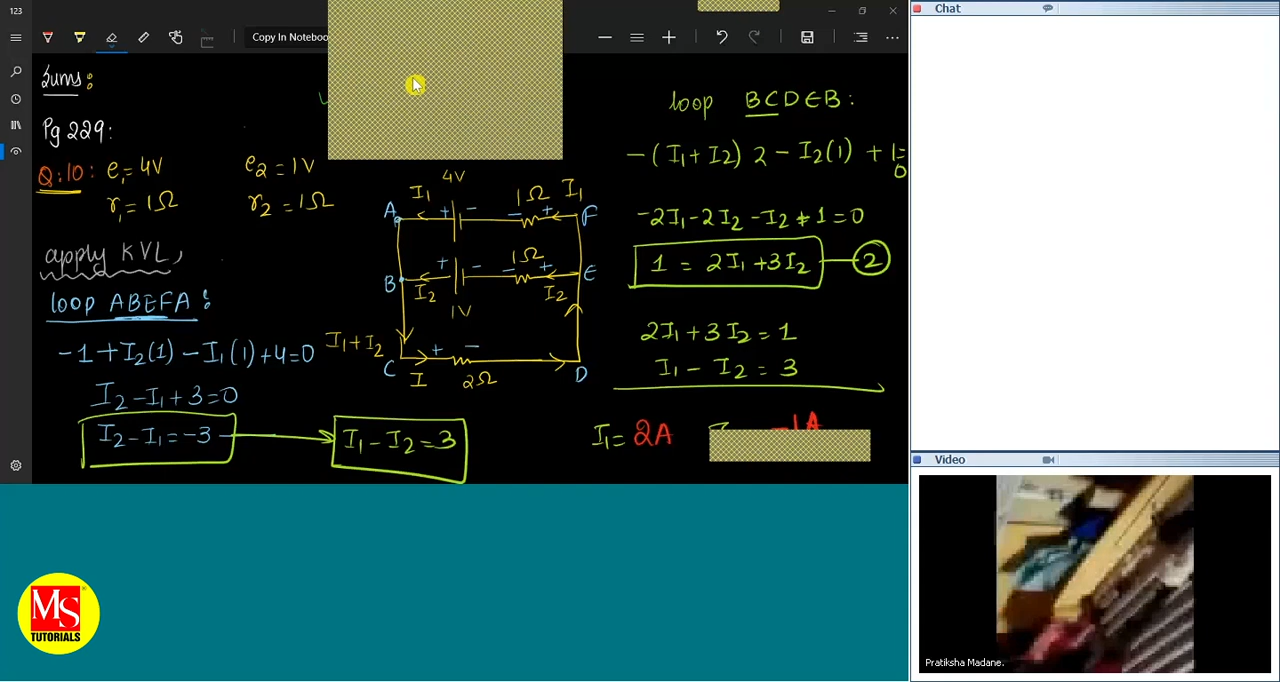 123
Copy In Noteboo
Chat
Sums:
Pg 229:
Q:10: e₁=4V e₂=1V
r₁=1Ω r₂=1Ω
apply KVL,
loop ABEFA:
-1+I₂(1)-I₁(1)+4=0
I₂-I₁+3=0
I₂-I₁=-3
I₁-I₂=3
4V
I₁ + - 1Ω - + I₁
A F
1Ω
B + - - + E
I₂ I₂
1V
I₁+I₂
+ -
C D
I 2Ω
loop BCDEB:
-(I₁+I₂)2-I₂(1)+1=0
-2I₁-2I₂-I₂+1=0
1=2I₁+3I₂ 2
2I₁+3I₂=1
I₁-I₂=3
I₁=2A -1A
Video
Pratiksha Madane.
MS
TUTORIALS